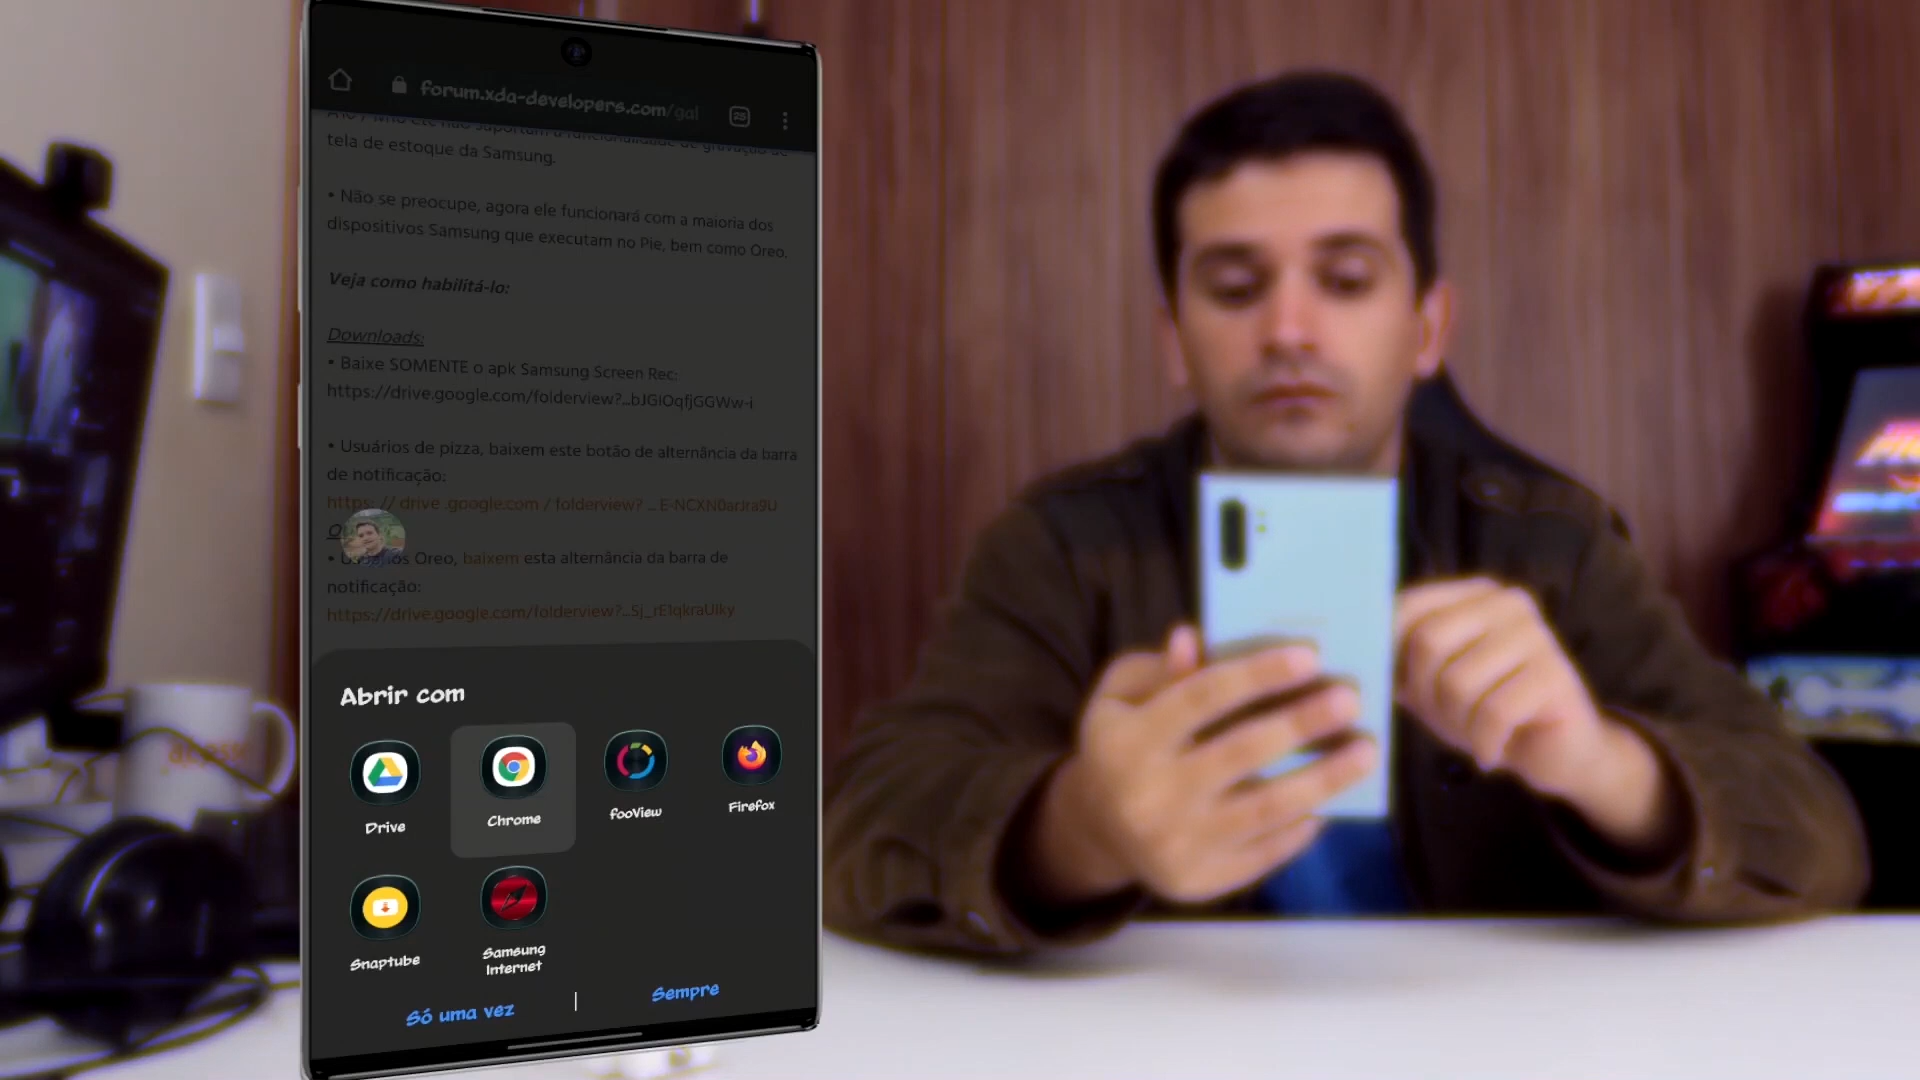 forum.xda-developers.com/gal
25
tela de estoque da Samsung.
• Não se preocupe, agora ele funcionará com a maioria dos
dispositivos Samsung que executam no Pie, bem como Oreo.
Veja como habilitá-lo:
Downloads:
• Baixe SOMENTE o apk Samsung Screen Rec:
https://drive.google.com/folderview?...bJGiOqfjGGWw-i
• Usuários de pizza, baixem este botão de alternância da barra
de notificação:
https: // drive .google.com / folderview? ... E-NCXN0arJra9U
• Usuários Oreo, baixem esta alternância da barra de
notificação:
https://drive.google.com/folderview?...Sj_rE1qkraUIky
Abrir com
Drive
Chrome
fooView
Firefox
Snaptube
Samsung
Internet
Só uma vez
Sempre